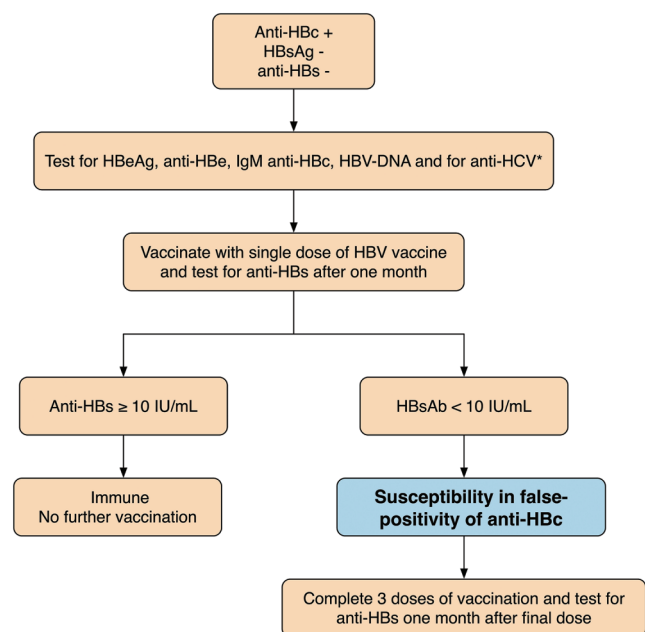 Anti-HBc +
HBsAg -
anti-HBs -
Test for HBeAg, anti-HBe, IgM anti-HBc, HBV-DNA and for anti-HCV*
Vaccinate with single dose of HBV vaccine
and test for anti-HBs after one month
Anti-HBs ≥ 10 IU/mL
HBsAb < 10 IU/mL
Immune
No further vaccination
Susceptibility in false-
positivity of anti-HBc
Complete 3 doses of vaccination and test for
anti-HBs one month after final dose